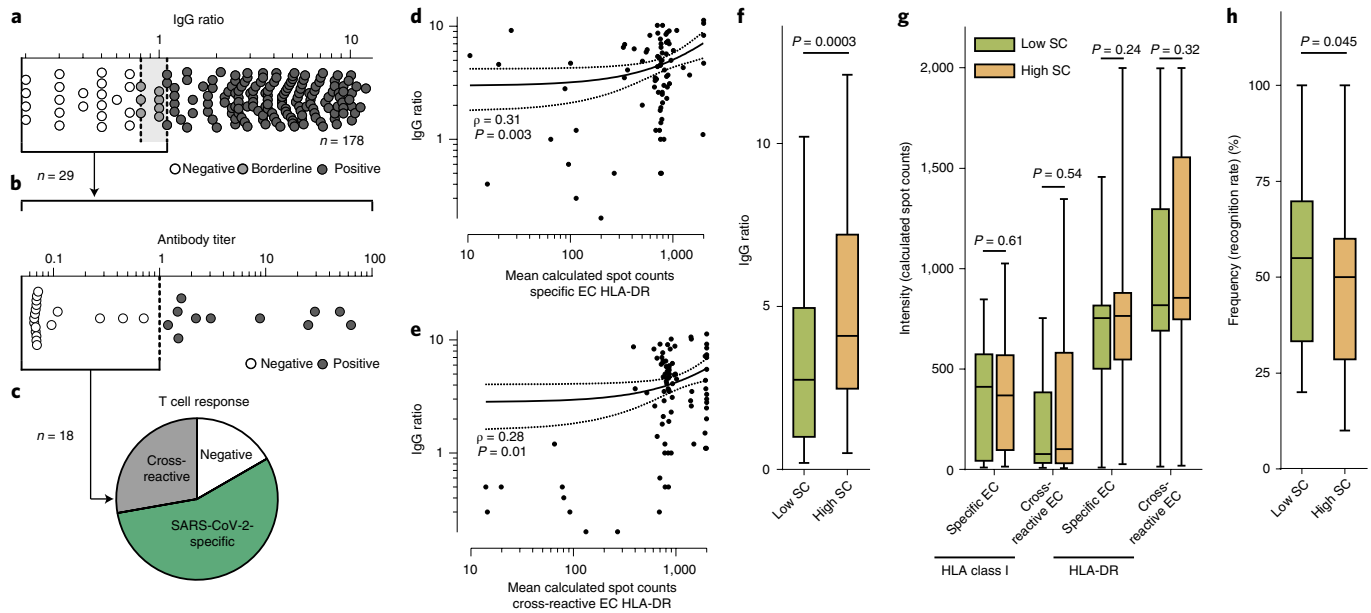 a
IgG ratio
1
10
n = 178
Negative
Borderline
Positive
n = 29
b
Antibody titer
0.1
1
10
100
Negative
Positive
c
T cell response
n = 18
Negative
Cross-
reactive
SARS-CoV-2-
specific
d
10
1
IgG ratio
ρ = 0.31
P = 0.003
10
100
1,000
Mean calculated spot counts
specific EC HLA-DR
e
10
1
IgG ratio
ρ = 0.28
P = 0.01
10
100
1,000
Mean calculated spot counts
cross-reactive EC HLA-DR
f
P = 0.0003
10
5
0
IgG ratio
Low SC
High SC
g
Low SC
High SC
P = 0.24
P = 0.32
P = 0.54
P = 0.61
2,000
1,500
1,000
500
0
Intensity (calculated spot counts)
Specific EC
Cross-
reactive EC
Specific EC
Cross-
reactive EC
HLA class I
HLA-DR
h
P = 0.045
100
75
50
25
0
Frequency (recognition rate) (%)
Low SC
High SC